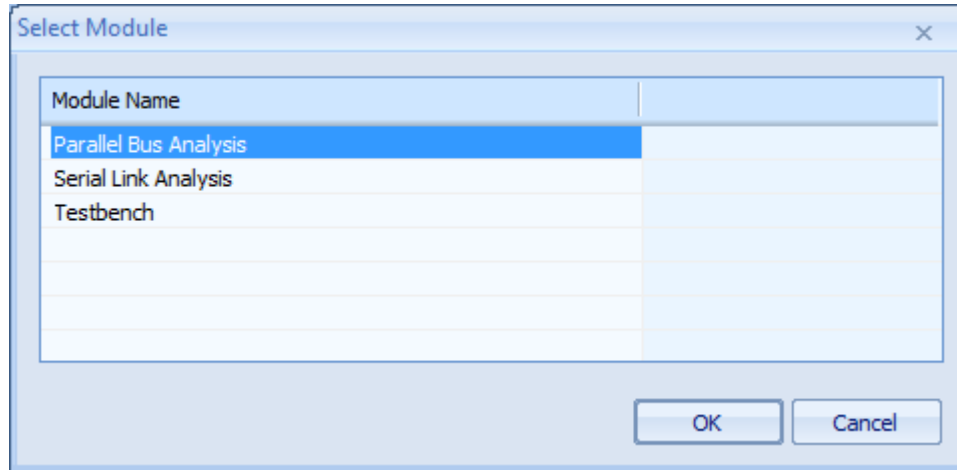 Select Module
Module Name
Parallel Bus Analysis
Serial Link Analysis
Testbench
OK Cancel